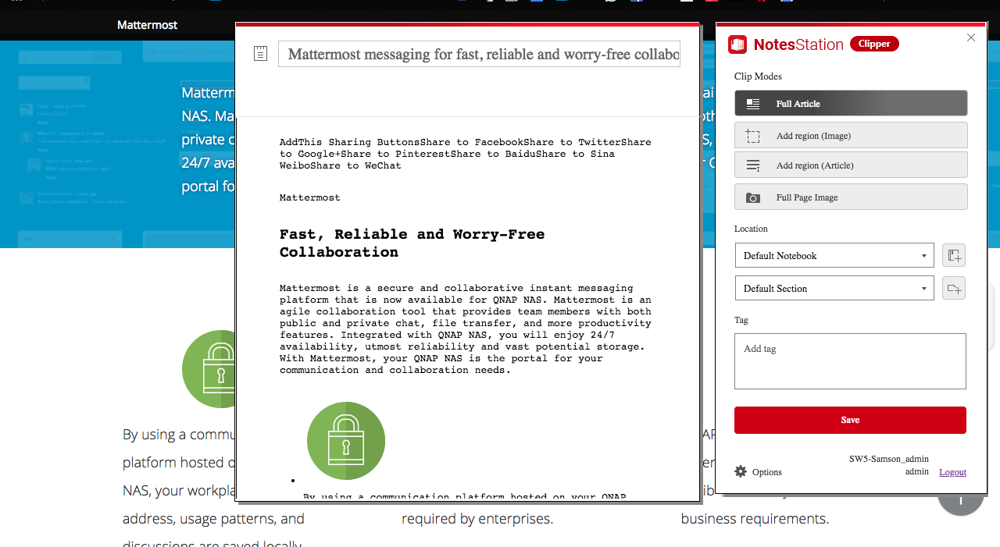 Mattermost
Matterm
NAS. Ma
private c
24/7 ava
portal fo
Mattermost messaging for fast, reliable and worry-free collabo
AddThis Sharing ButtonsShare to FacebookShare to TwitterShare
to Google+Share to PinterestShare to BaiduShare to Sina
WeiboShare to WeChat
Mattermost
Fast, Reliable and Worry-Free
Collaboration
Mattermost is a secure and collaborative instant messaging
platform that is now available for QNAP NAS. Mattermost is an
agile collaboration tool that provides team members with both
public and private chat, file transfer, and more productivity
features. Integrated with QNAP NAS, you will enjoy 24/7
availability, utmost reliability and vast potential storage.
With Mattermost, your QNAP NAS is the portal for your
communication and collaboration needs.
By using a communication platform hosted on your QNAP
NotesStation Clipper
Clip Modes
Full Article
Add region (Image)
Add region (Article)
Full Page Image
Location
Default Notebook
Default Section
Tag
Add tag
Save
Options
SW5-Samson_admin
admin
Logout
By using a commu
platform hosted o
NAS, your workpla
address, usage patterns, and
discussions are saved locally
required by enterprises.
business requirements.